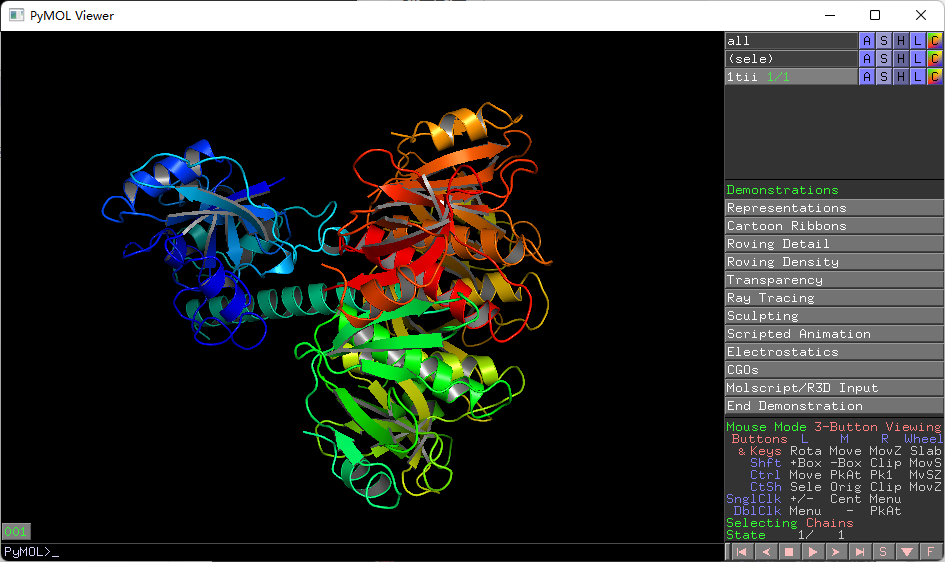 PyMOL Viewer
all A S H L C
(sele) A S H L C
1tii 1/1 A S H L C
Demonstrations
Representations
Cartoon Ribbons
Roving Detail
Roving Density
Transparency
Ray Tracing
Sculpting
Scripted Animation
Electrostatics
CGOs
Molscript/R3D Input
End Demonstration
Mouse Mode 3-Button Viewing
Buttons L M R Wheel
& Keys Rota Move MovZ Slab
Shft +Box -Box Clip MovS
Ctrl Move PkAt Pk1 MvSZ
CtSh Sele Orig Clip MovZ
SnglClk +/- Cent Menu
DblClk Menu - PkAt
Selecting Chains
State 1/ 1
001
PyMOL>_
S F